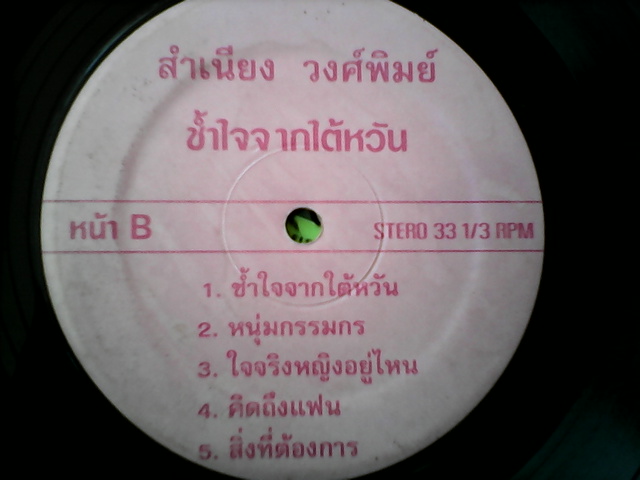 สำเนียง วงศ์พิมย์
ช้ำใจจากไต้หวัน
หน้า B STERO 33 1/3 RPM
1. ช้ำใจจากใต้หวัน
2. หนุ่มกรรมกร
3. ใจจริงหญิงอยู่ไหน
4. คิดถึงแฟน
5. สิ่งที่ต้องการ